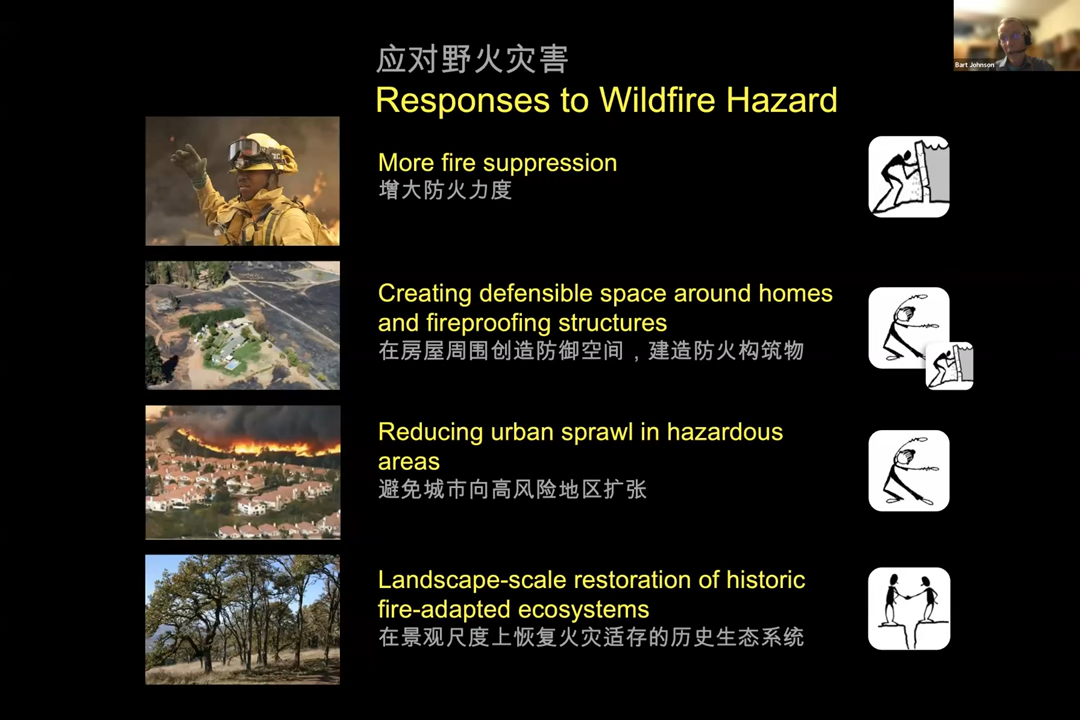 应对野火灾害
Responses to Wildfire Hazard
Bart Johnson
More fire suppression
增大防火力度
Creating defensible space around homes
and fireproofing structures
在房屋周围创造防御空间，建造防火构筑物
Reducing urban sprawl in hazardous
areas
避免城市向高风险地区扩张
Landscape-scale restoration of historic
fire-adapted ecosystems
在景观尺度上恢复火灾适存的历史生态系统